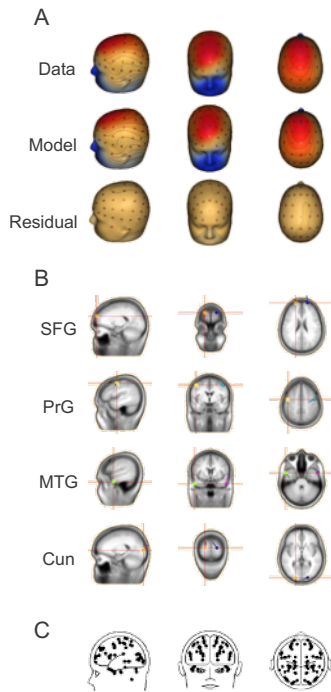 A
Data
Model
Residual
B
SFG
PrG
MTG
Cun
C